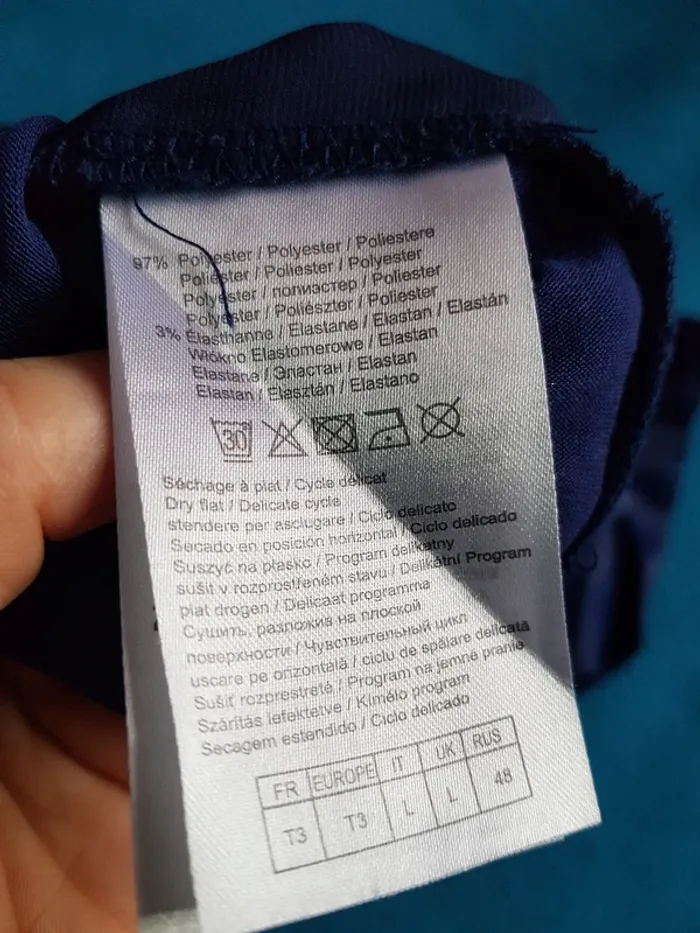 97% Polyester / Polyester / Poliestere
Poliéster / Poliester / Polyester
Polyester / полиэстер / Poliester
Polyester / Poliészter / Poliester
3% Élasthanne / Elastane / Elastan / Elastán
Włókno Elastomerowe / Elastan
Elastane / Эластан / Elastan
Elastan / Elasztán / Elastano
30
Séchage à plat / Cycle délicat
Dry flat / Delicate cycle
stendere per asciugare / Ciclo delicato
Secado en posición horizontal / Ciclo delicado
Suszyć na płasko / Program delikatny
sušit v rozprostřeném stavu / Delikátní Program
plat drogen / Delicaat programma
Сушить, разложив на плоской
поверхности / Чувствительный цикл
uscare pe orizontală / ciclu de spălare delicată
Sušiť rozprestreté / Program na jemné pranie
Szárítás lefektetve / Kímélo program
Secagem estendido / Ciclo delicado
FR EUROPE IT UK RUS
T3 T3 L L 48